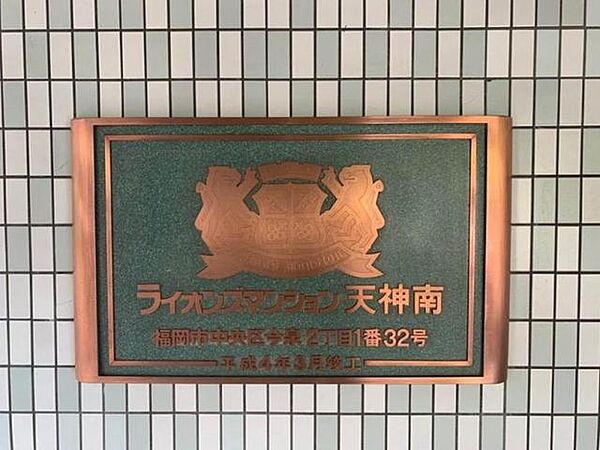 ライオンズマンション天神南
福岡市中央区今泉2丁目1番32号
平成4年3月竣工